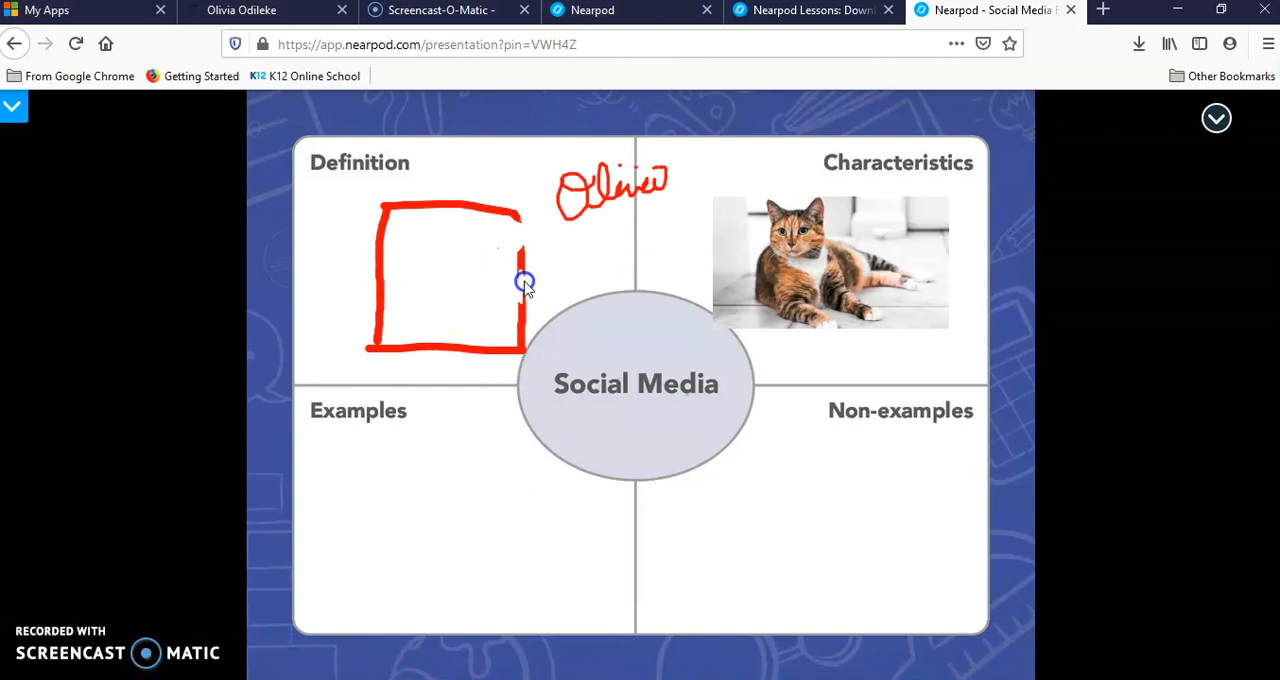 My Apps
Olivia Odileke
Screencast-O-Matic -
Nearpod
Nearpod Lessons: Downl
Nearpod - Social Media F
https://app.nearpod.com/presentation?pin=VWH4Z
From Google Chrome
Getting Started
K12 K12 Online School
Other Bookmarks
Definition
Olivia
Characteristics
Social Media
Examples
Non-examples
RECORDED WITH
SCREENCAST MATIC